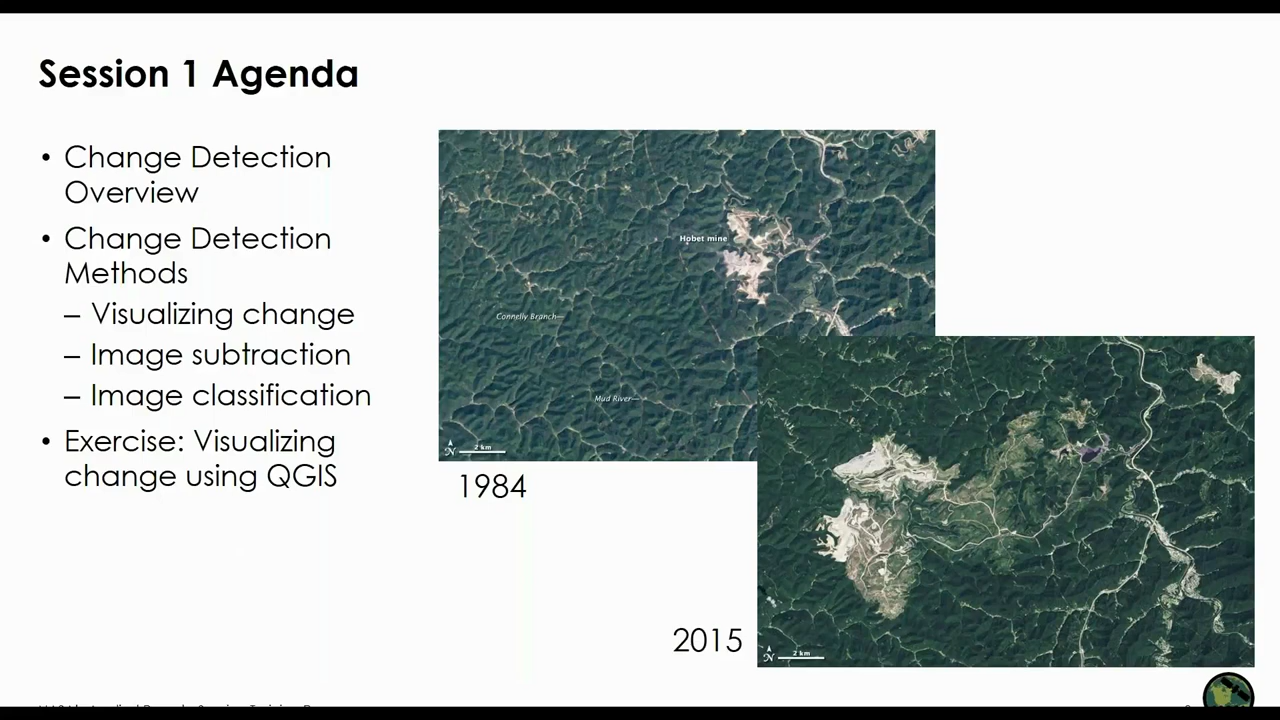 Session 1 Agenda
• Change Detection
Overview
• Change Detection
Methods
– Visualizing change
– Image subtraction
– Image classification
• Exercise: Visualizing
change using QGIS
Hobet mine
Connelly Branch
Mud River
N 2 km
1984
2015
N 2 km